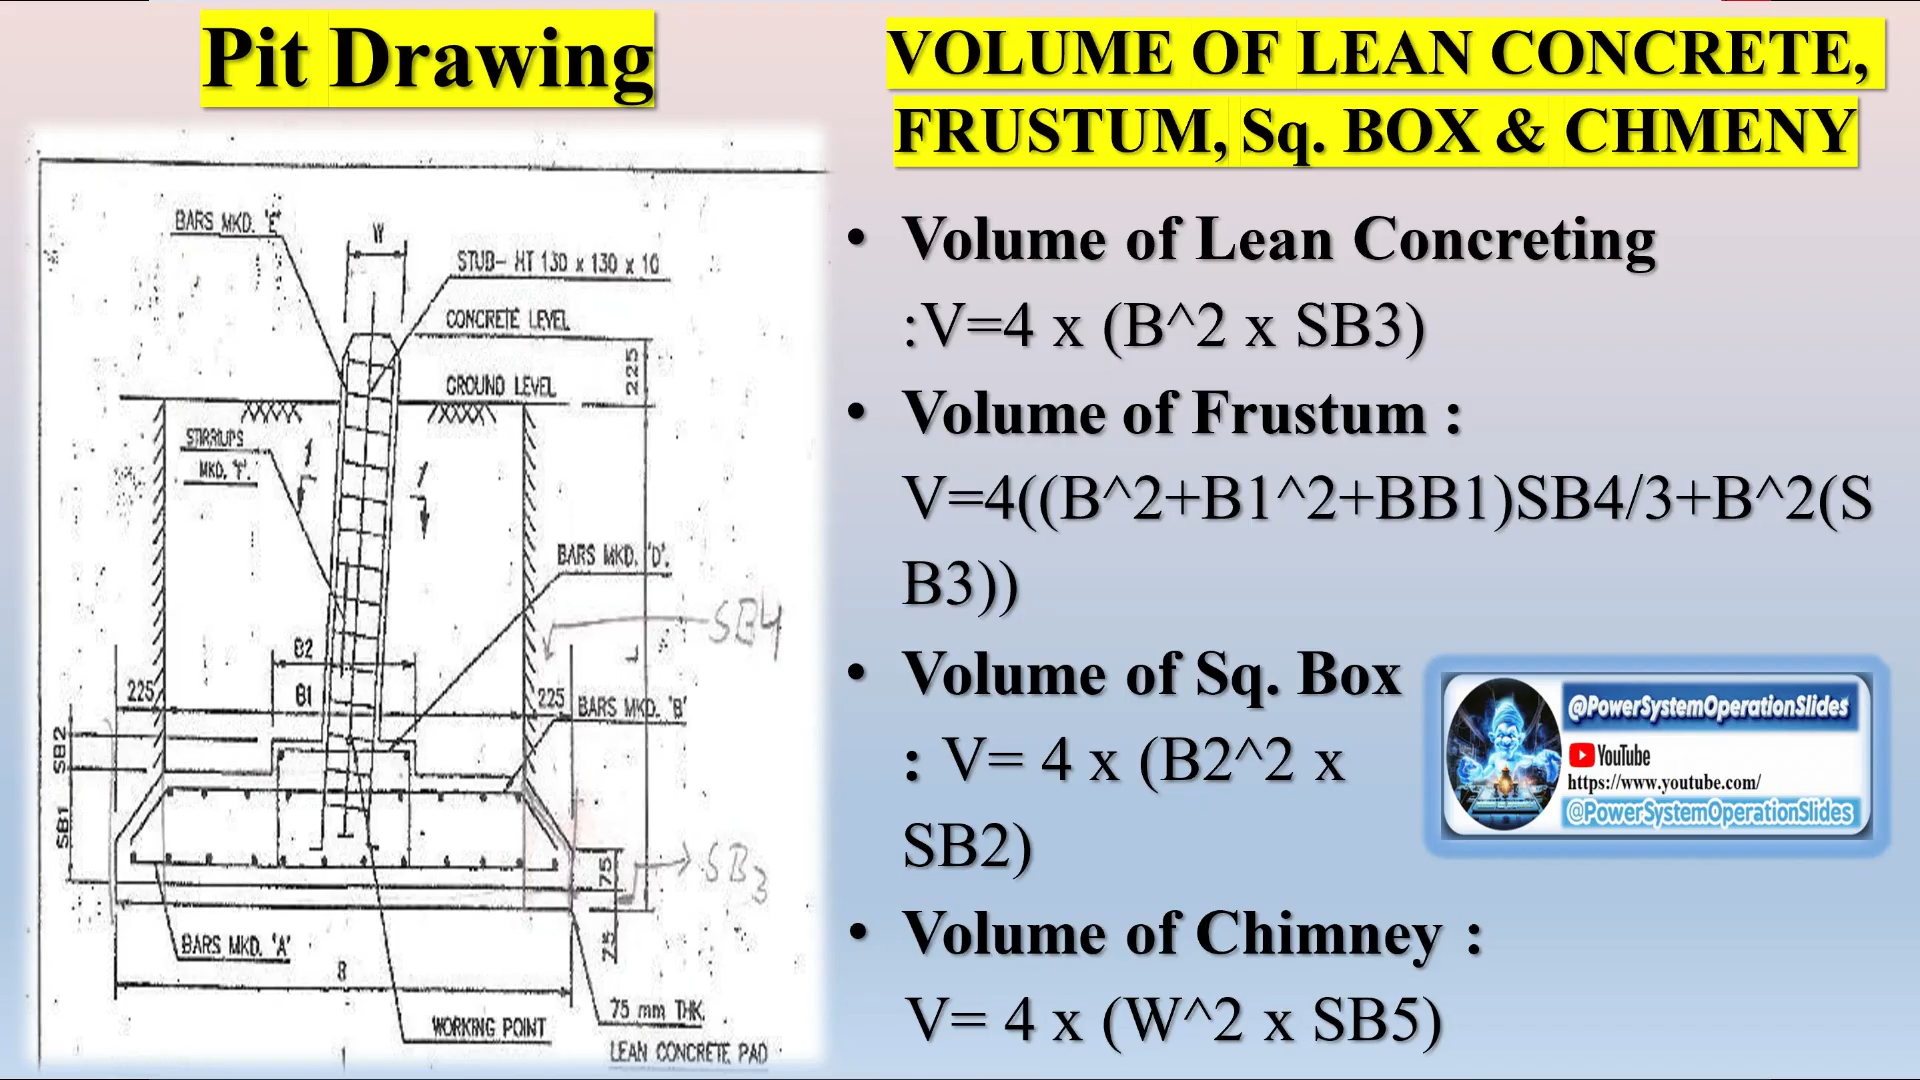 Pit Drawing
VOLUME OF LEAN CONCRETE,
FRUSTUM, Sq. BOX & CHMENY
BARS MKD. 'E'
W
STUB- HT 130 x 130 x 10
CONCRETE LEVEL
225
GROUND LEVEL
STIRRUPS
MKD. 'F'.
1
1
BARS MKD. 'D'.
SB4
B2
L
225
B1
225
BARS MKD. 'B'
SB2
SB1
75
SB3
75
BARS MKD. 'A'
B
75 mm THK.
WORKING POINT
LEAN CONCRETE PAD
• Volume of Lean Concreting
:V=4 x (B^2 x SB3)
• Volume of Frustum :
V=4((B^2+B1^2+BB1)SB4/3+B^2(S
B3))
• Volume of Sq. Box
: V= 4 x (B2^2 x
SB2)
• Volume of Chimney :
V= 4 x (W^2 x SB5)
@PowerSystemOperationSlides
YouTube
https://www.youtube.com/
@PowerSystemOperationSlides